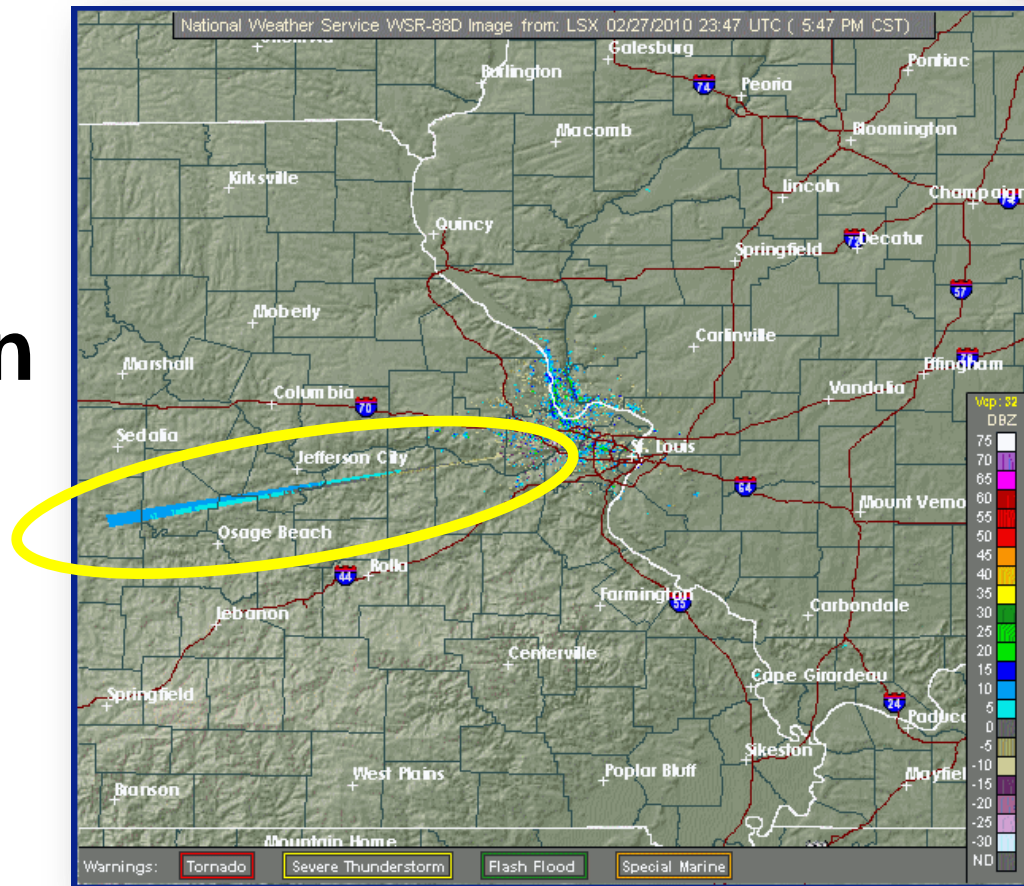 National Weather Service WSR-88D Image from: LSX 02/27/2010 23:47 UTC ( 5:47 PM CST)
Galesburg
Pontiac
Burlington
74
Peoria
Macomb
Bloomington
Kirksville
Lincoln
Champaign
74
Quincy
Springfield
72
Decatur
57
Moberly
Carlinville
n
Marshall
70
Effingham
Columbia
70
Vandalia
Vcp: 32
DBZ
Sedalia
St. Louis
75
Jefferson City
70
65
64
60
Mount Verno
55
Osage Beach
50
45
Rolla
44
40
Farmington
55
35
Lebanon
Carbondale
30
25
Centerville
20
15
Cape Girardeau
Springfield
10
24
5
Paduc
0
Sikeston
-5
West Plains
Poplar Bluff
-10
Mayfiel
Branson
-15
-20
-25
Mountain Home
-30
ND
Warnings: Tornado Severe Thunderstorm Flash Flood Special Marine